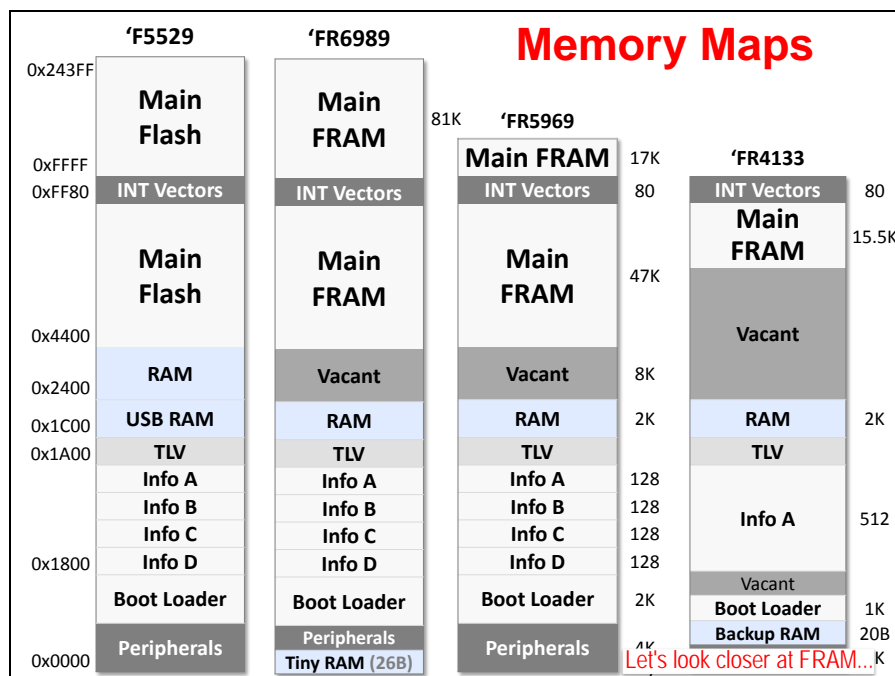 Memory Maps
'F5529
0x243FF
0xFFFF
0xFF80
0x4400
0x2400
0x1C00
0x1A00
0x1800
0x0000
Main
Flash
INT Vectors
Main
Flash
RAM
USB RAM
TLV
Info A
Info B
Info C
Info D
Boot Loader
Peripherals
'FR6989
Main
FRAM
81K
INT Vectors
Main
FRAM
Vacant
RAM
TLV
Info A
Info B
Info C
Info D
Boot Loader
Peripherals
Tiny RAM (26B)
'FR5969
Main FRAM
17K
INT Vectors
80
Main
FRAM
47K
Vacant
8K
RAM
2K
TLV
Info A
128
Info B
128
Info C
128
Info D
128
Boot Loader
2K
Peripherals
'FR4133
INT Vectors
80
Main
FRAM
15.5K
Vacant
RAM
2K
TLV
Info A
512
Vacant
Boot Loader
1K
Backup RAM
20B
Let's look closer at FRAM...